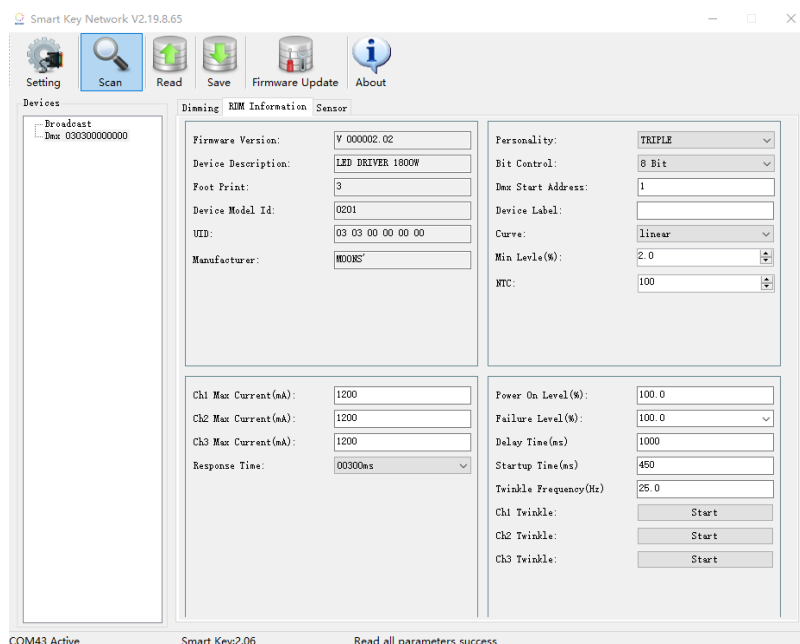 Smart Key Network V2.19.8.65
Setting Scan Read Save Firmware Update About
Devices
Broadcast
Dmx 030300000000
Dimming RDM Information Sensor
Firmware Version: V 000002.02
Device Description: LED DRIVER 1800W
Foot Print: 3
Device Model Id: 0201
UID: 03 03 00 00 00 00
Manufacturer: MOONS'
Personality: TRIPLE
Bit Control: 8 Bit
Dmx Start Address: 1
Device Label:
Curve: linear
Min Levle(%): 2.0
NTC: 100
Ch1 Max Current(mA): 1200
Ch2 Max Current(mA): 1200
Ch3 Max Current(mA): 1200
Response Time: 00300ms
Power On Level(%): 100.0
Failure Level(%): 100.0
Delay Time(ms) 1000
Startup Time(ms) 450
Twinkle Frequency(Hz) 25.0
Ch1 Twinkle: Start
Ch2 Twinkle: Start
Ch3 Twinkle: Start
COM43 Active Smart Key:2.06 Read all parameters success